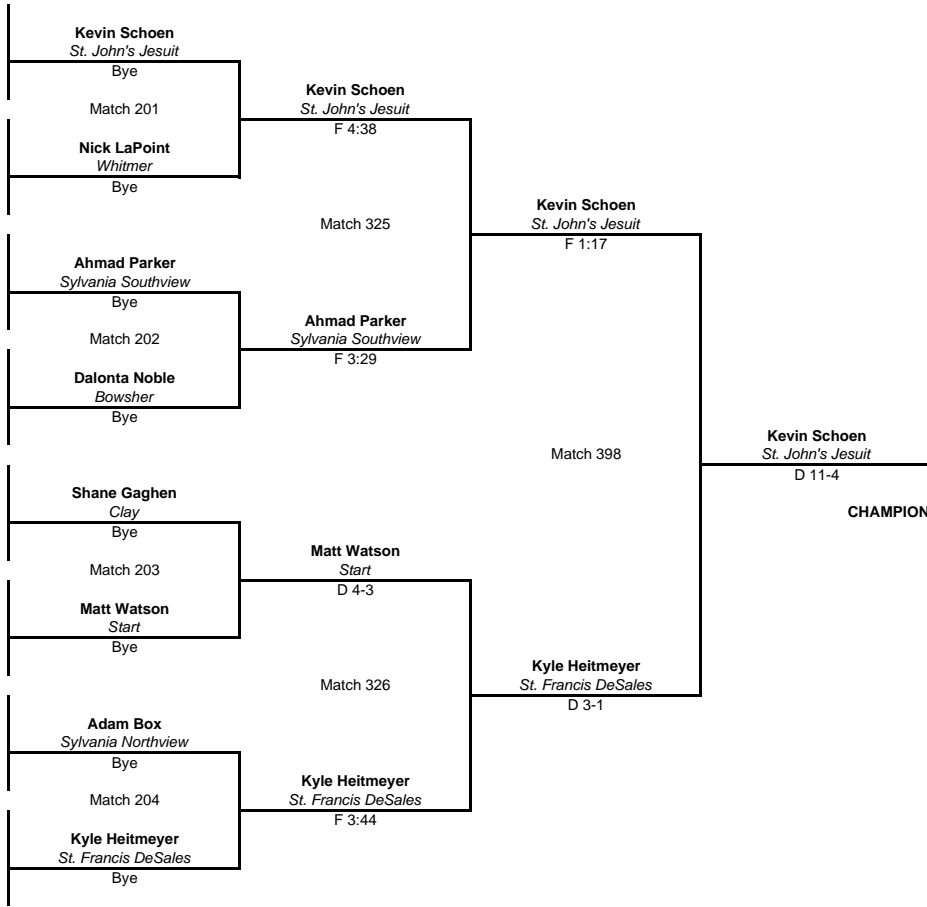 Kevin Schoen
St. John's Jesuit
Bye
Match 201
Nick LaPoint
Whitmer
Bye
Ahmad Parker
Sylvania Southview
Bye
Match 202
Dalonta Noble
Bowsher
Bye
Shane Gaghen
Clay
Bye
Match 203
Matt Watson
Start
Bye
Adam Box
Sylvania Northview
Bye
Match 204
Kyle Heitmeyer
St. Francis DeSales
Bye
Kevin Schoen
St. John's Jesuit
F 4:38
Match 325
Ahmad Parker
Sylvania Southview
F 3:29
Matt Watson
Start
D 4-3
Match 326
Kyle Heitmeyer
St. Francis DeSales
F 3:44
Kevin Schoen
St. John's Jesuit
F 1:17
Match 398
Kyle Heitmeyer
St. Francis DeSales
D 3-1
Kevin Schoen
St. John's Jesuit
D 11-4
CHAMPION